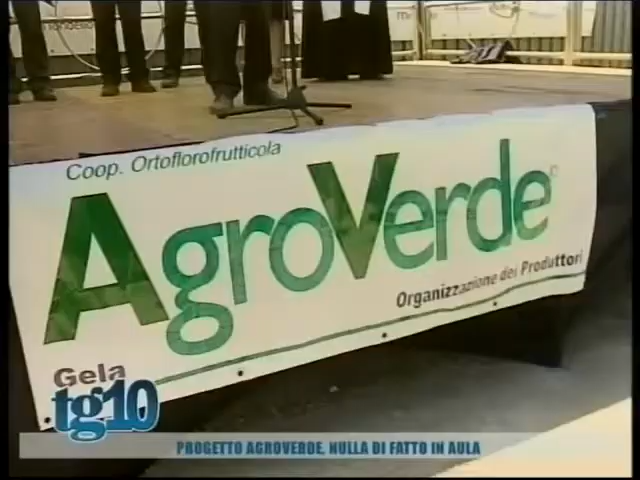 Coop. Ortoflorofrutticola
AgroVerde
Organizzazione dei Produttori
Gela
tg10
PROGETTO AGROVERDE, NULLA DI FATTO IN AULA